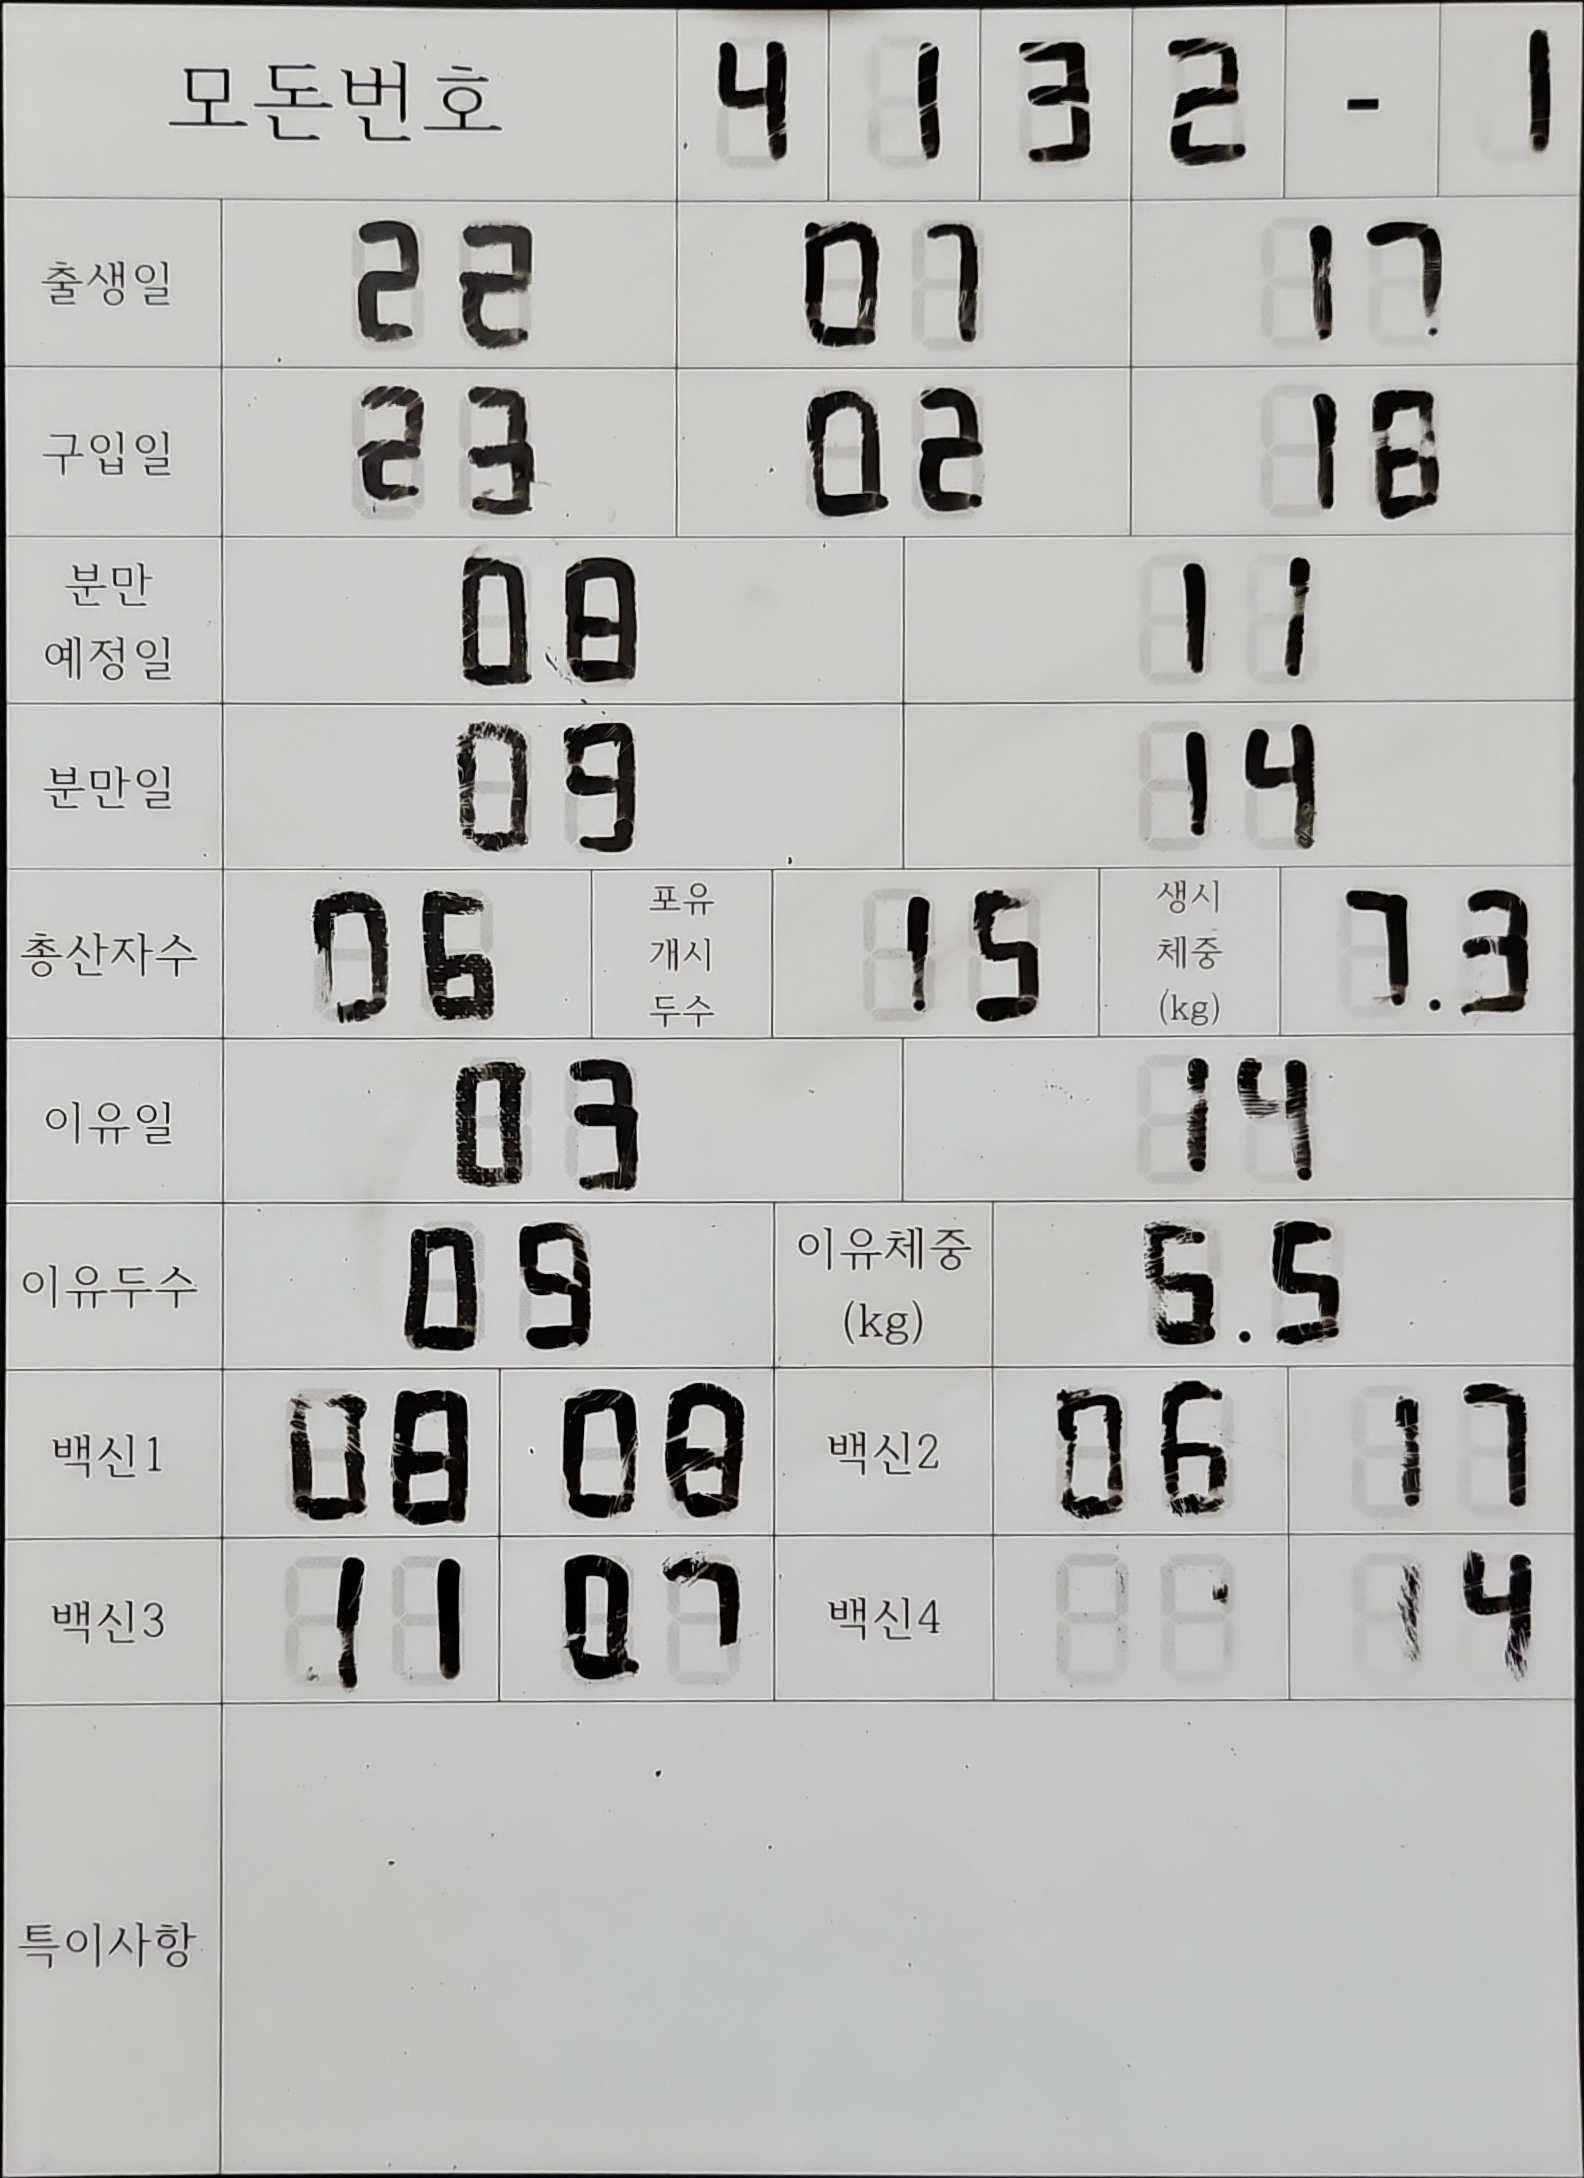 모돈번호 4 1 3 2 - 1
출생일 22 07 17
구입일 23 02 18
분만
예정일 08 11
분만일 09 14
총산자수 06 포유
개시
두수 15 생시
체중
(kg) 7.3
이유일 03 14
이유두수 09 이유체중
(kg) 5.5
백신1 08 08 백신2 06 17
백신3 11 07 백신4 14
특이사항